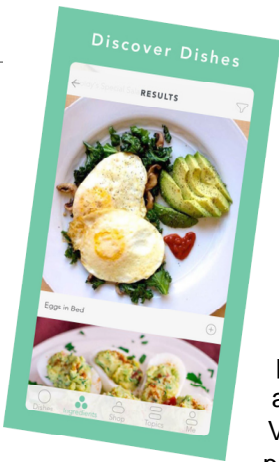 Discover Dishes
RESULTS
Eggs in Bed
Dishes
Ingredients
Shop
Topics
Me